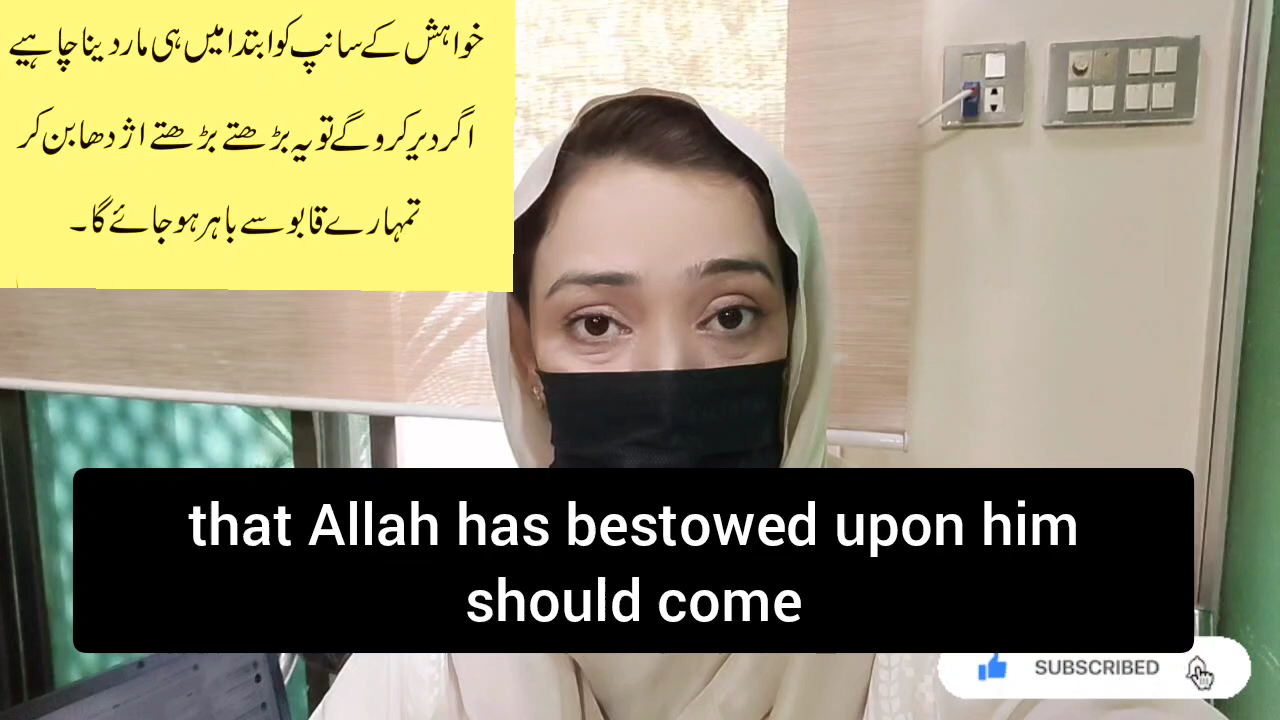 خواہش کے سانپ کو ابتدا میں ہی مار دینا چاہیے
اگر دیر کرو گے تو یہ بڑھتے بڑھتے اژدھا بن کر
تمہارے قابو سے باہر ہو جائے گا۔
that Allah has bestowed upon him
should come
SUBSCRIBED